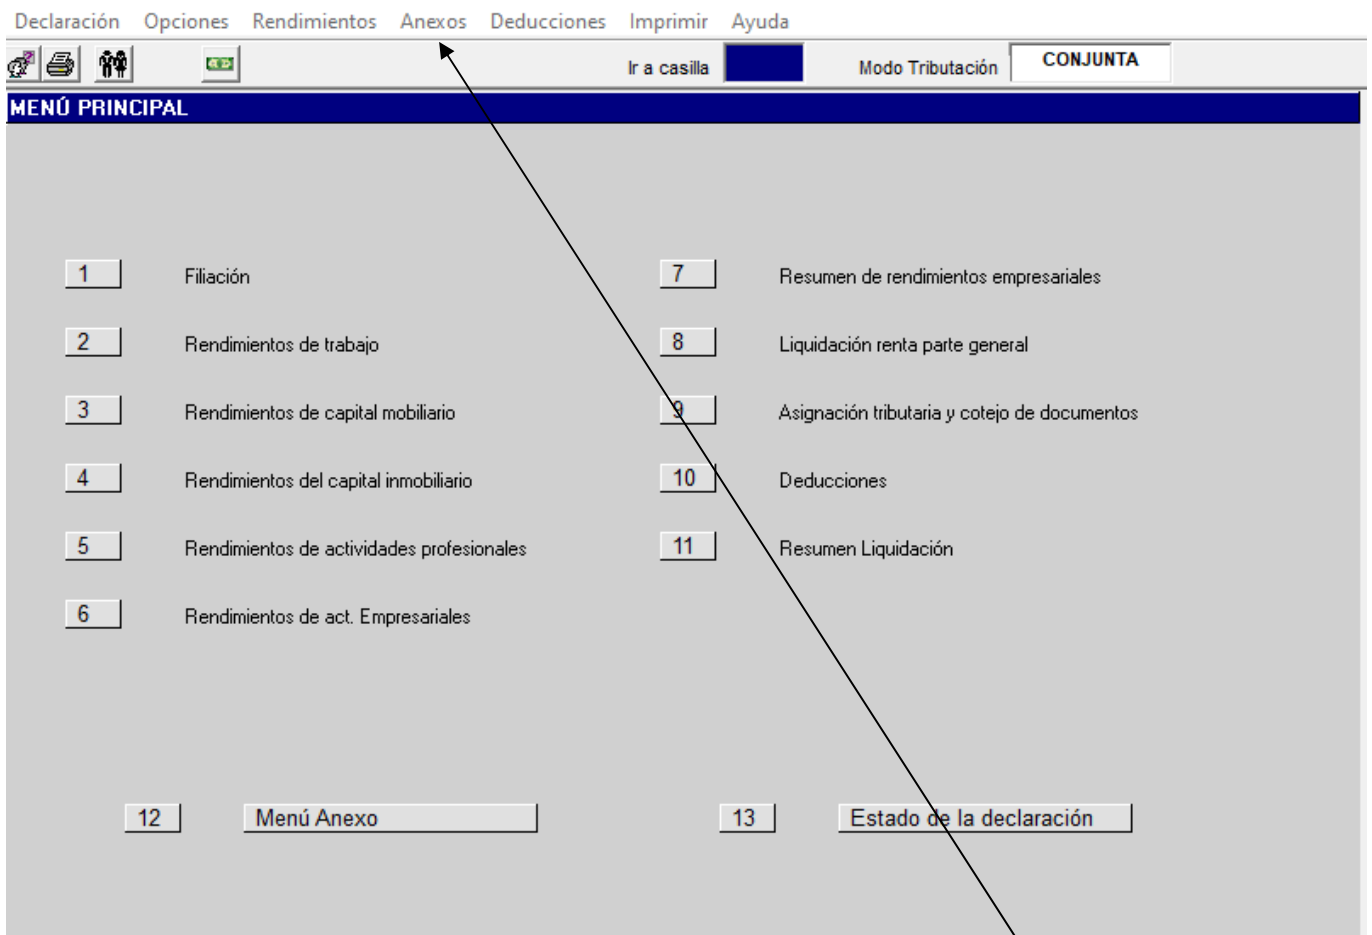 Declaración Opciones Rendimientos Anexos Deducciones Imprimir Ayuda
Ir a casilla Modo Tributación CONJUNTA
MENÚ PRINCIPAL
1 Filiación
2 Rendimientos de trabajo
3 Rendimientos de capital mobiliario
4 Rendimientos del capital inmobiliario
5 Rendimientos de actividades profesionales
6 Rendimientos de act. Empresariales
7 Resumen de rendimientos empresariales
8 Liquidación renta parte general
9 Asignación tributaria y cotejo de documentos
10 Deducciones
11 Resumen Liquidación
12 Menú Anexo
13 Estado de la declaración